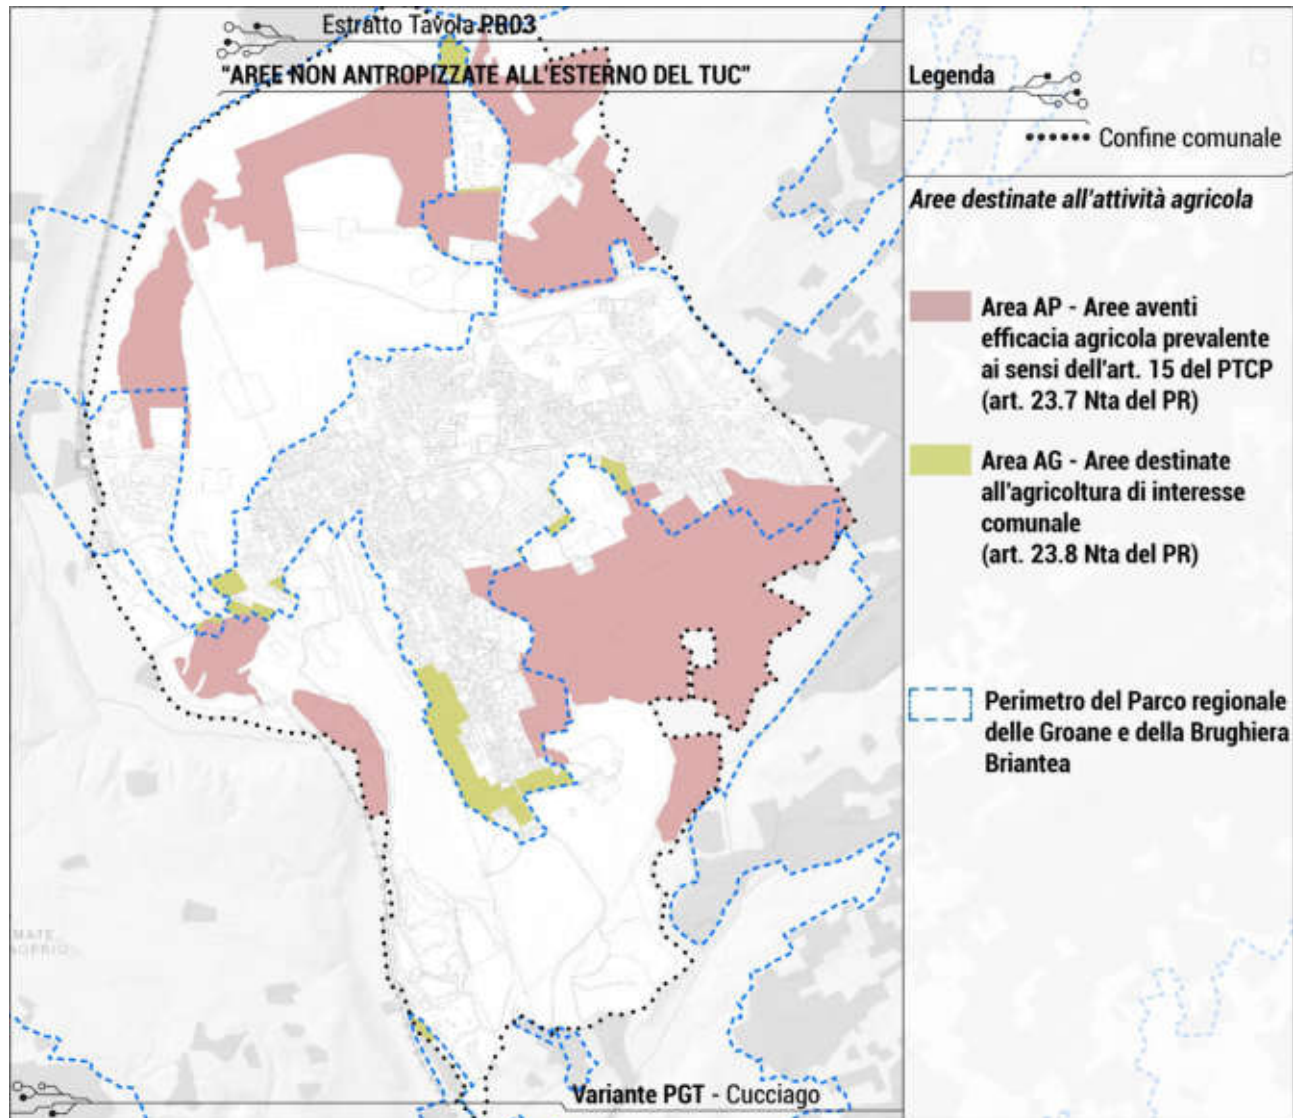 Estratto Tavola PR03
"AREE NON ANTROPIZZATE ALL'ESTERNO DEL TUC"
Legenda
Confine comunale
Aree destinate all'attività agricola
Area AP - Aree aventi
efficacia agricola prevalente
ai sensi dell'art. 15 del PTCP
(art. 23.7 Nta del PR)
Area AG - Aree destinate
all'agricoltura di interesse
comunale
(art. 23.8 Nta del PR)
Perimetro del Parco regionale
delle Groane e della Brughiera
Briantea
Variante PGT - Cucciago